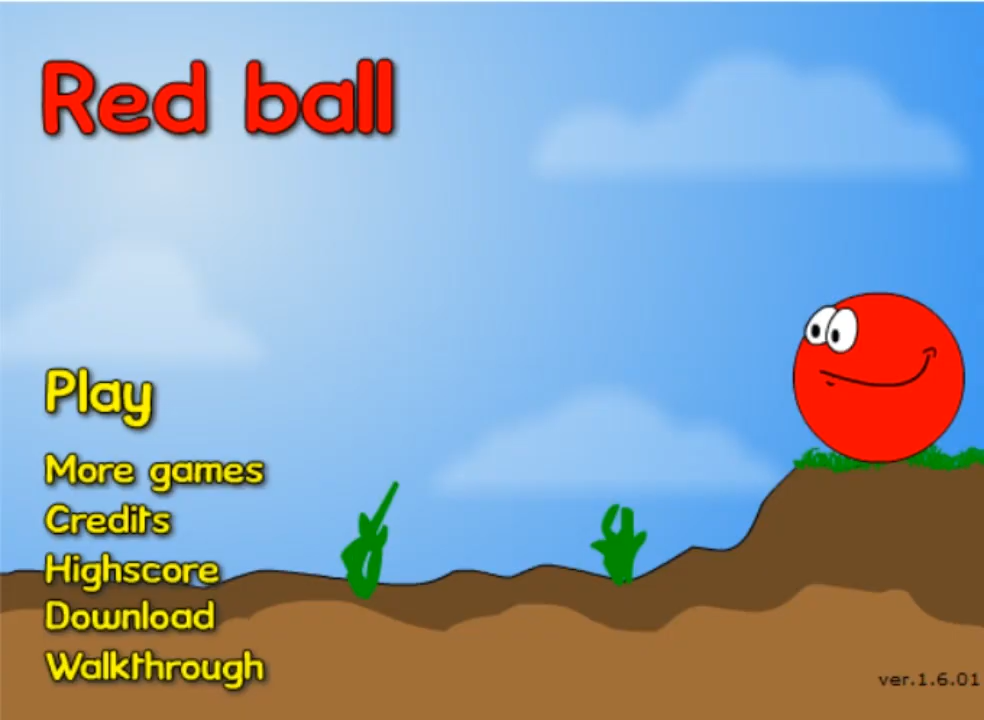 Red ball
Play
More games
Credits
Highscore
Download
Walkthrough
ver.1.6.01